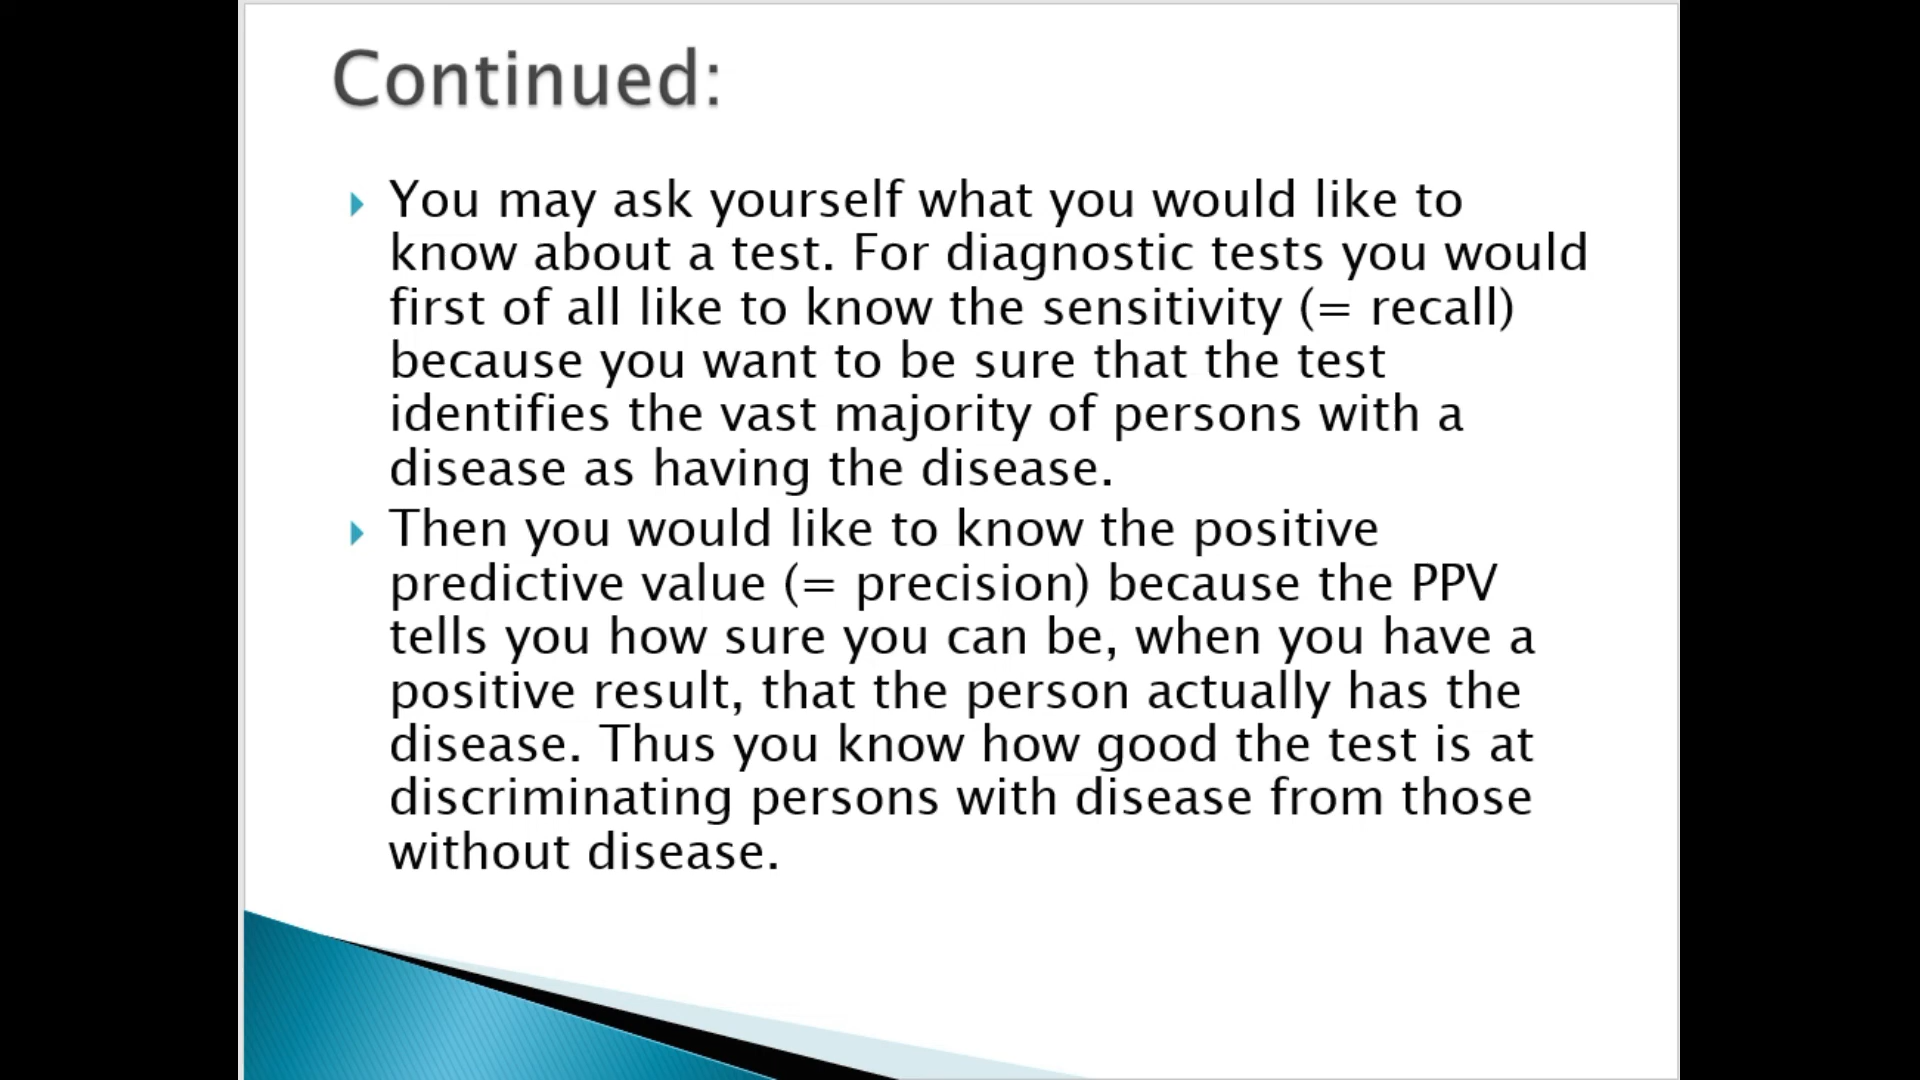 Continued:
You may ask yourself what you would like to
know about a test. For diagnostic tests you would
first of all like to know the sensitivity (= recall)
because you want to be sure that the test
identifies the vast majority of persons with a
disease as having the disease.
Then you would like to know the positive
predictive value (= precision) because the PPV
tells you how sure you can be, when you have a
positive result, that the person actually has the
disease. Thus you know how good the test is at
discriminating persons with disease from those
without disease.